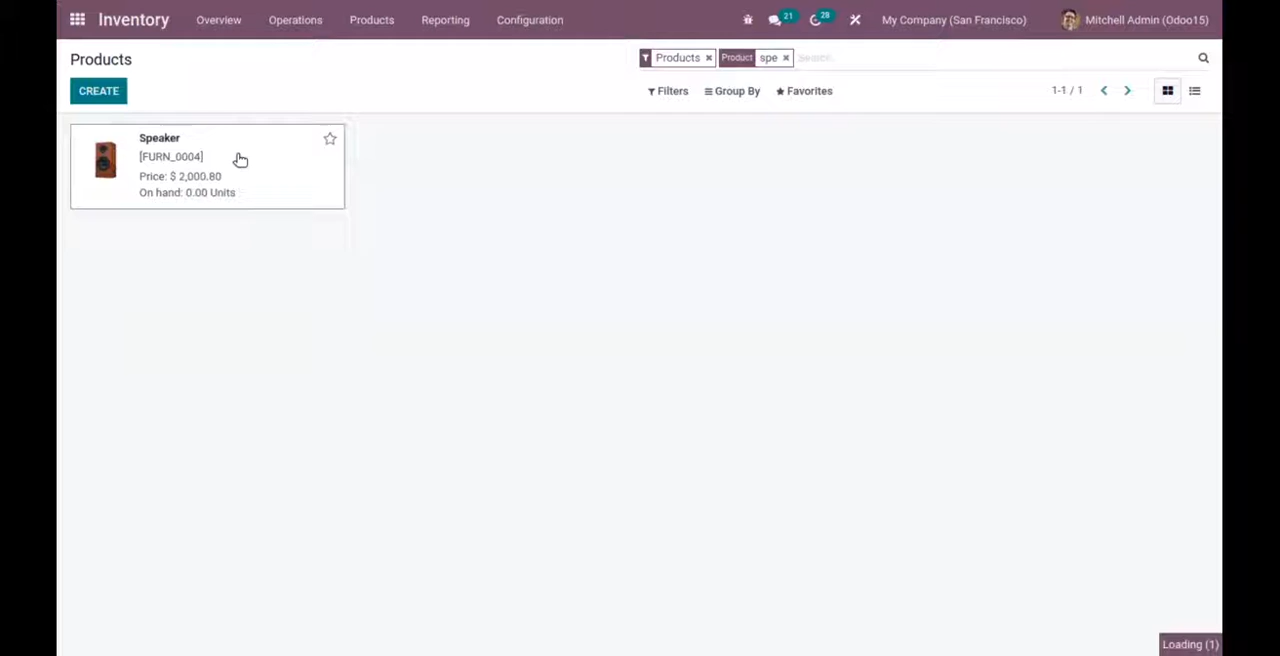 Inventory Overview Operations Products Reporting Configuration 21 28 My Company (San Francisco) Mitchell Admin (Odoo15)
Products
Products × Product spe × Search...
CREATE
Filters Group By Favorites 1-1 / 1
Speaker
[FURN_0004]
Price: $ 2,000.80
On hand: 0.00 Units
Loading (1)